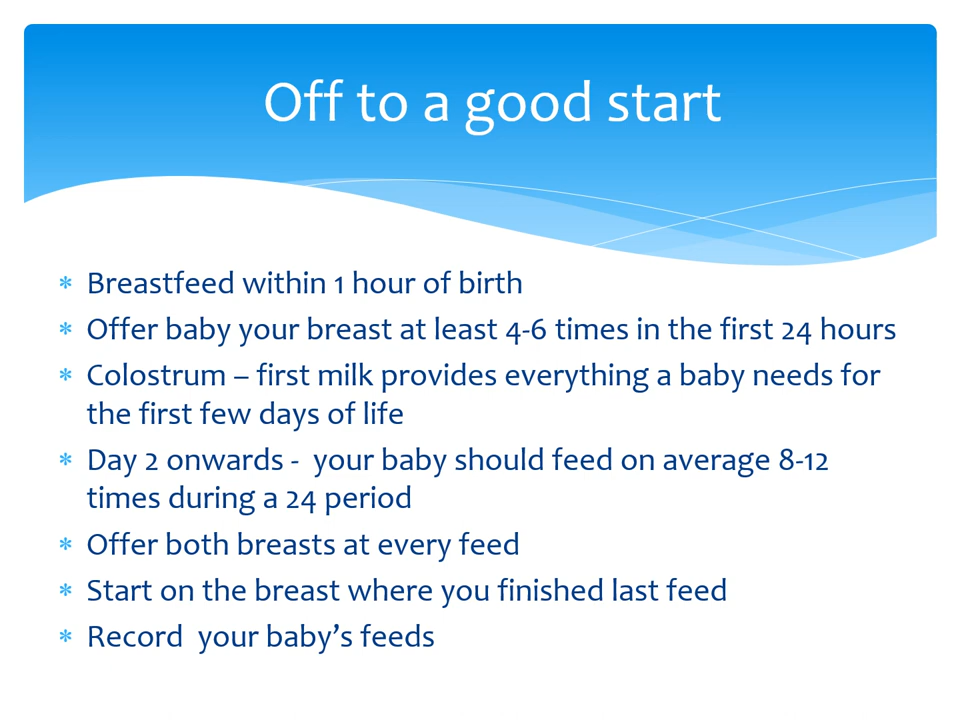 Off to a good start
* Breastfeed within 1 hour of birth
* Offer baby your breast at least 4-6 times in the first 24 hours
* Colostrum – first milk provides everything a baby needs for
the first few days of life
* Day 2 onwards -  your baby should feed on average 8-12
times during a 24 period
* Offer both breasts at every feed
* Start on the breast where you finished last feed
* Record  your baby’s feeds